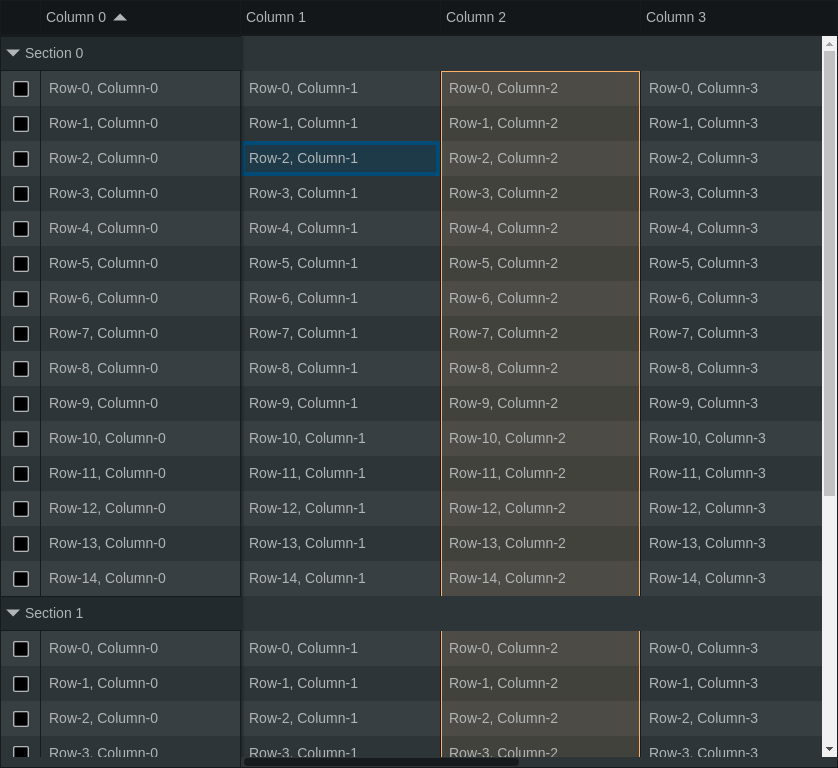 Column 0 Column 1 Column 2 Column 3
Section 0
Row-0, Column-0 Row-0, Column-1 Row-0, Column-2 Row-0, Column-3
Row-1, Column-0 Row-1, Column-1 Row-1, Column-2 Row-1, Column-3
Row-2, Column-0 Row-2, Column-1 Row-2, Column-2 Row-2, Column-3
Row-3, Column-0 Row-3, Column-1 Row-3, Column-2 Row-3, Column-3
Row-4, Column-0 Row-4, Column-1 Row-4, Column-2 Row-4, Column-3
Row-5, Column-0 Row-5, Column-1 Row-5, Column-2 Row-5, Column-3
Row-6, Column-0 Row-6, Column-1 Row-6, Column-2 Row-6, Column-3
Row-7, Column-0 Row-7, Column-1 Row-7, Column-2 Row-7, Column-3
Row-8, Column-0 Row-8, Column-1 Row-8, Column-2 Row-8, Column-3
Row-9, Column-0 Row-9, Column-1 Row-9, Column-2 Row-9, Column-3
Row-10, Column-0 Row-10, Column-1 Row-10, Column-2 Row-10, Column-3
Row-11, Column-0 Row-11, Column-1 Row-11, Column-2 Row-11, Column-3
Row-12, Column-0 Row-12, Column-1 Row-12, Column-2 Row-12, Column-3
Row-13, Column-0 Row-13, Column-1 Row-13, Column-2 Row-13, Column-3
Row-14, Column-0 Row-14, Column-1 Row-14, Column-2 Row-14, Column-3
Section 1
Row-0, Column-0 Row-0, Column-1 Row-0, Column-2 Row-0, Column-3
Row-1, Column-0 Row-1, Column-1 Row-1, Column-2 Row-1, Column-3
Row-2, Column-0 Row-2, Column-1 Row-2, Column-2 Row-2, Column-3
Row-3, Column-0 Row-3, Column-1 Row-3, Column-2 Row-3, Column-3